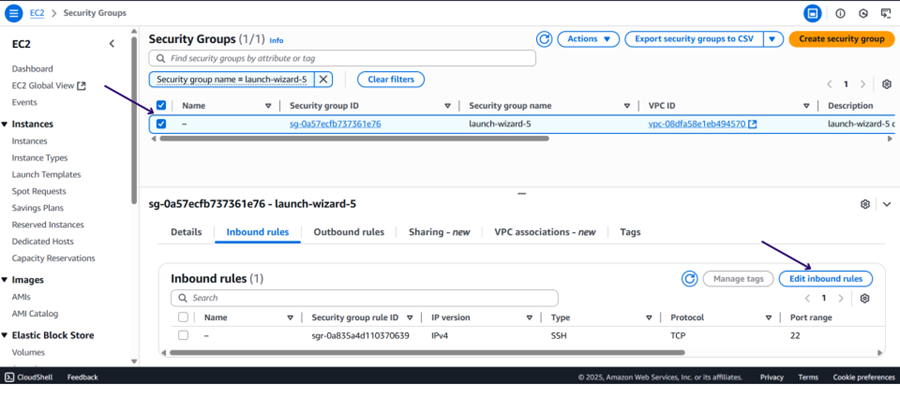 EC2 > Security Groups
EC2
Dashboard
EC2 Global View
Events
Instances
Instances
Instance Types
Launch Templates
Spot Requests
Savings Plans
Reserved Instances
Dedicated Hosts
Capacity Reservations
Images
AMIs
AMI Catalog
Elastic Block Store
Volumes
Security Groups (1/1) Info
Actions
Export security groups to CSV
Create security group
Find security groups by attribute or tag
Security group name = launch-wizard-5
Clear filters
1
Name Security group ID Security group name VPC ID Description
– sg-0a57ecfb737361e76 launch-wizard-5 vpc-08dfa58e1eb494570 launch-wizard-5 c
sg-0a57ecfb737361e76 - launch-wizard-5
Details Inbound rules Outbound rules Sharing - new VPC associations - new Tags
Inbound rules (1)
Manage tags
Edit inbound rules
Search
1
Name Security group rule ID IP version Type Protocol Port range
– sgr-0a835a4d110370639 IPv4 SSH TCP 22
CloudShell Feedback © 2025, Amazon Web Services, Inc. or its affiliates. Privacy Terms Cookie preferences